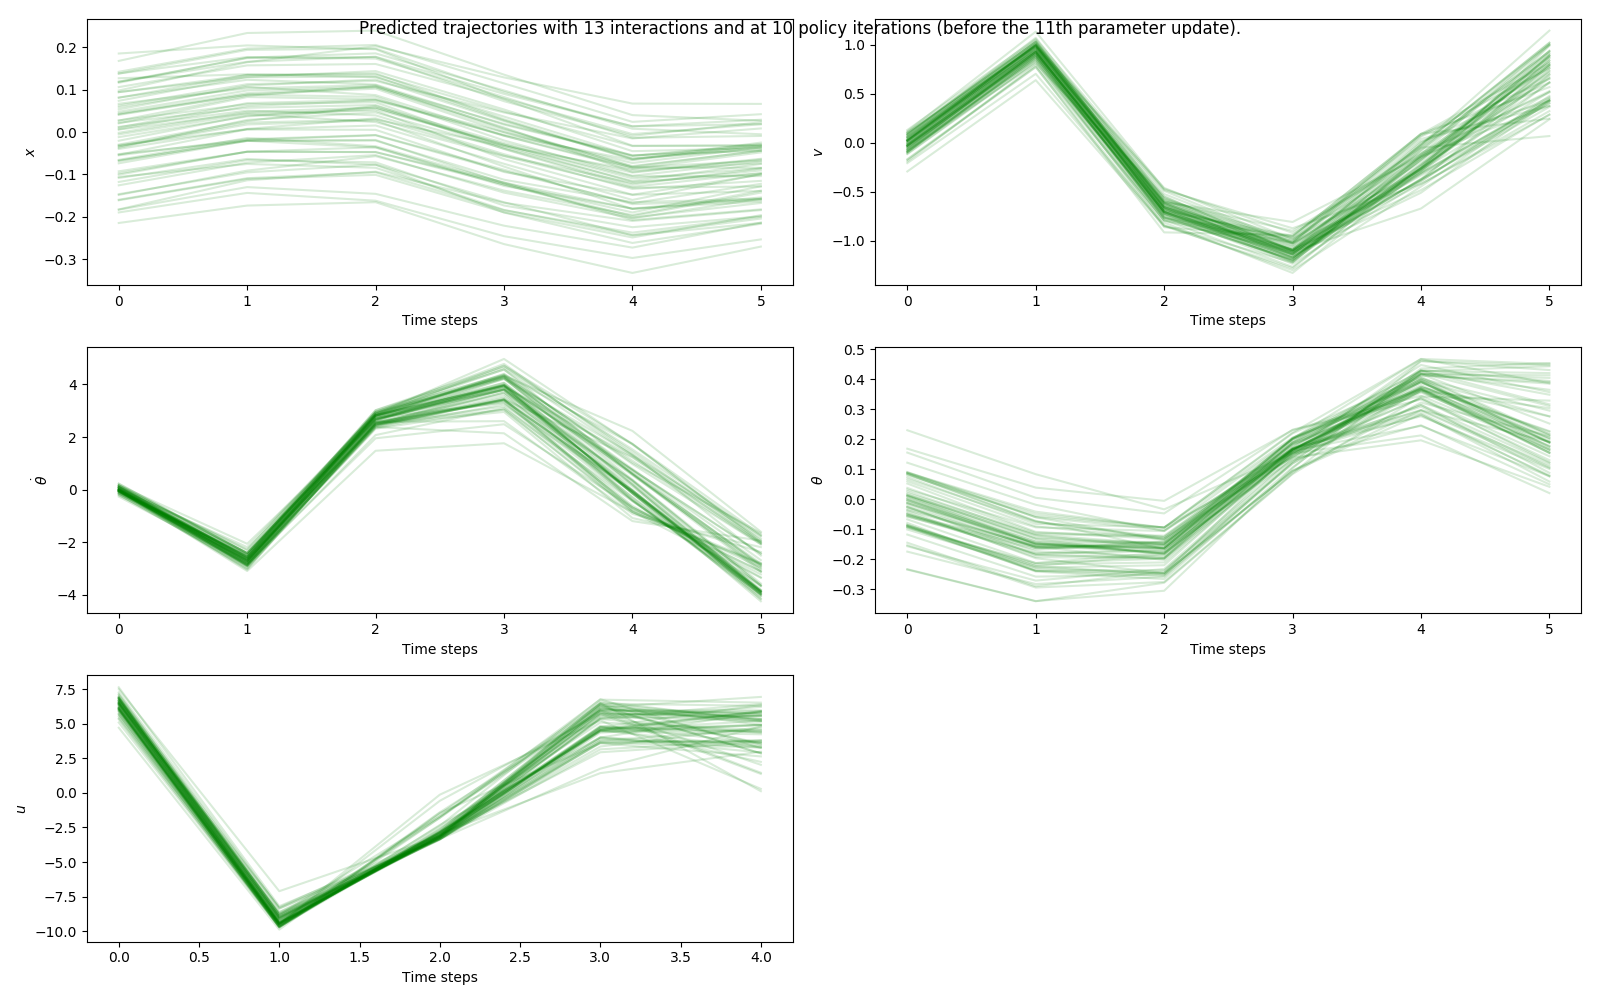 Predicted trajectories with 13 interactions and at 10 policy iterations (before the 11th parameter update).
0.2
0.1
0.0
−0.1
−0.2
−0.3
x
0 1 2 3 4 5
Time steps
1.0
0.5
0.0
−0.5
−1.0
v
0 1 2 3 4 5
Time steps
4
2
0
−2
−4
θ̇
0 1 2 3 4 5
Time steps
0.5
0.4
0.3
0.2
0.1
0.0
−0.1
−0.2
−0.3
θ
0 1 2 3 4 5
Time steps
7.5
5.0
2.5
0.0
−2.5
−5.0
−7.5
−10.0
u
0.0 0.5 1.0 1.5 2.0 2.5 3.0 3.5 4.0
Time steps